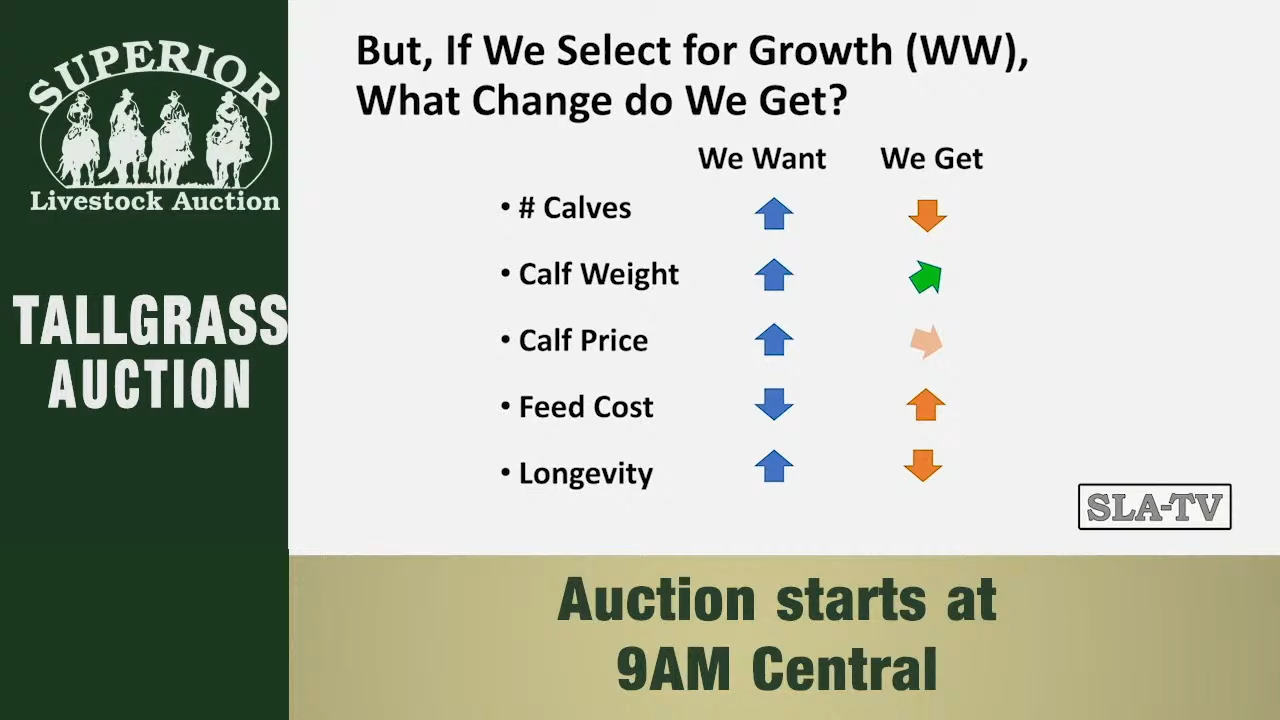 SUPERIOR
Livestock Auction
TALLGRASS
AUCTION
But, If We Select for Growth (WW),
What Change do We Get?
We Want We Get
• # Calves
• Calf Weight
• Calf Price
• Feed Cost
• Longevity
SLA-TV
Auction starts at
9AM Central